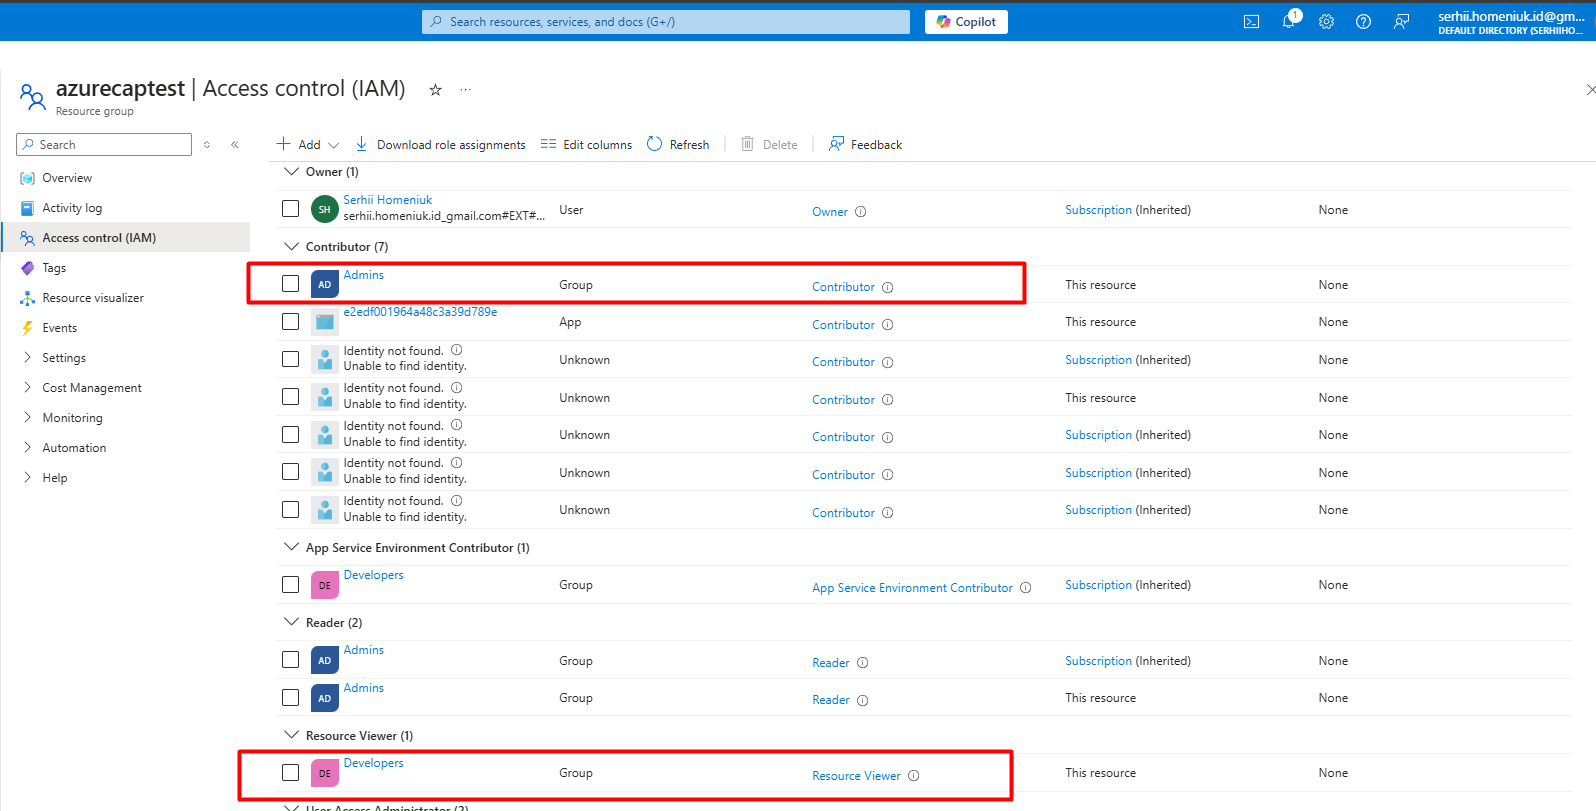 Search resources, services, and docs (G+/)
Copilot
1
serhii.homeniuk.id@gm...
DEFAULT DIRECTORY (SERHIIHO...
azurecaptest | Access control (IAM)
Resource group
Search
Add
Download role assignments
Edit columns
Refresh
Delete
Feedback
Overview
Activity log
Access control (IAM)
Tags
Resource visualizer
Events
Settings
Cost Management
Monitoring
Automation
Help
Owner (1)
SH Serhii Homeniuk User Owner Subscription (Inherited) None
serhii.homeniuk.id_gmail.com#EXT#...
Contributor (7)
AD Admins Group Contributor This resource None
e2edf001964a48c3a39d789e App Contributor This resource None
Identity not found. Unknown Contributor Subscription (Inherited) None
Unable to find identity.
Identity not found. Unknown Contributor This resource None
Unable to find identity.
Identity not found. Unknown Contributor Subscription (Inherited) None
Unable to find identity.
Identity not found. Unknown Contributor Subscription (Inherited) None
Unable to find identity.
Identity not found. Unknown Contributor Subscription (Inherited) None
Unable to find identity.
App Service Environment Contributor (1)
DE Developers Group App Service Environment Contributor Subscription (Inherited) None
Reader (2)
AD Admins Group Reader Subscription (Inherited) None
AD Admins Group Reader This resource None
Resource Viewer (1)
DE Developers Group Resource Viewer This resource None
User Access Administrator (2)